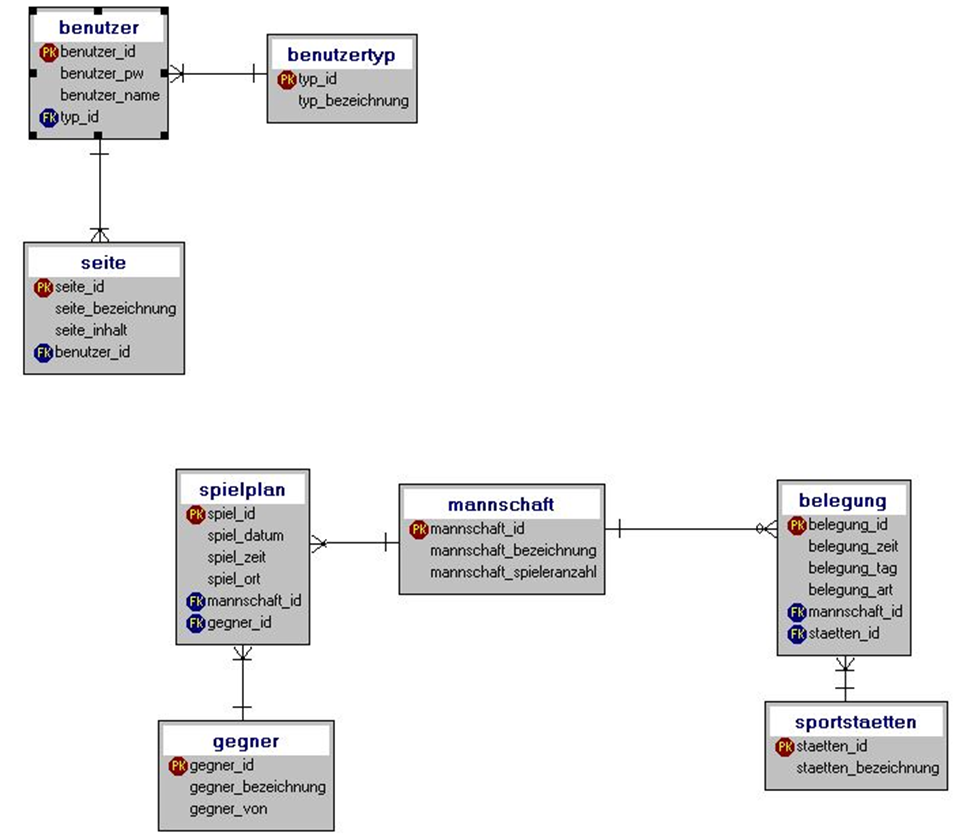 benutzer
PK benutzer_id
benutzer_pw
benutzer_name
FK typ_id
benutzertyp
PK typ_id
typ_bezeichnung
seite
PK seite_id
seite_bezeichnung
seite_inhalt
FK benutzer_id
spielplan
PK spiel_id
spiel_datum
spiel_zeit
spiel_ort
FK mannschaft_id
FK gegner_id
mannschaft
PK mannschaft_id
mannschaft_bezeichnung
mannschaft_spieleranzahl
belegung
PK belegung_id
belegung_zeit
belegung_tag
belegung_art
FK mannschaft_id
FK staetten_id
gegner
PK gegner_id
gegner_bezeichnung
gegner_von
sportstaetten
PK staetten_id
staetten_bezeichnung